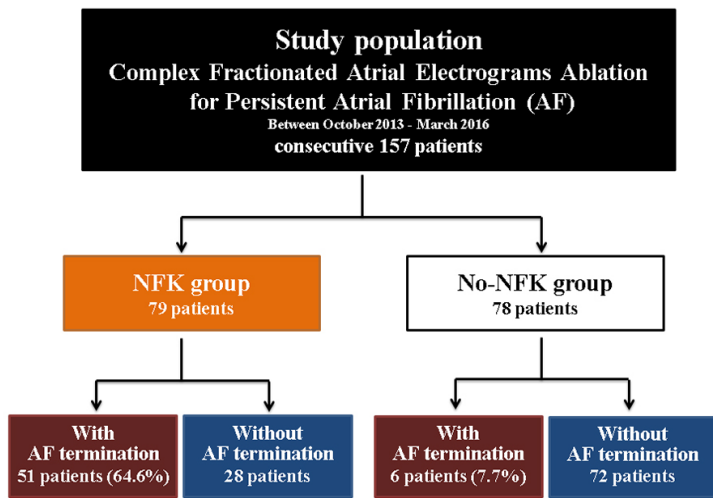 Study population
Complex Fractionated Atrial Electrograms Ablation
for Persistent Atrial Fibrillation (AF)
Between October 2013 - March 2016
consecutive 157 patients
NFK group
79 patients
No-NFK group
78 patients
With
AF termination
51 patients (64.6%)
Without
AF termination
28 patients
With
AF termination
6 patients (7.7%)
Without
AF termination
72 patients